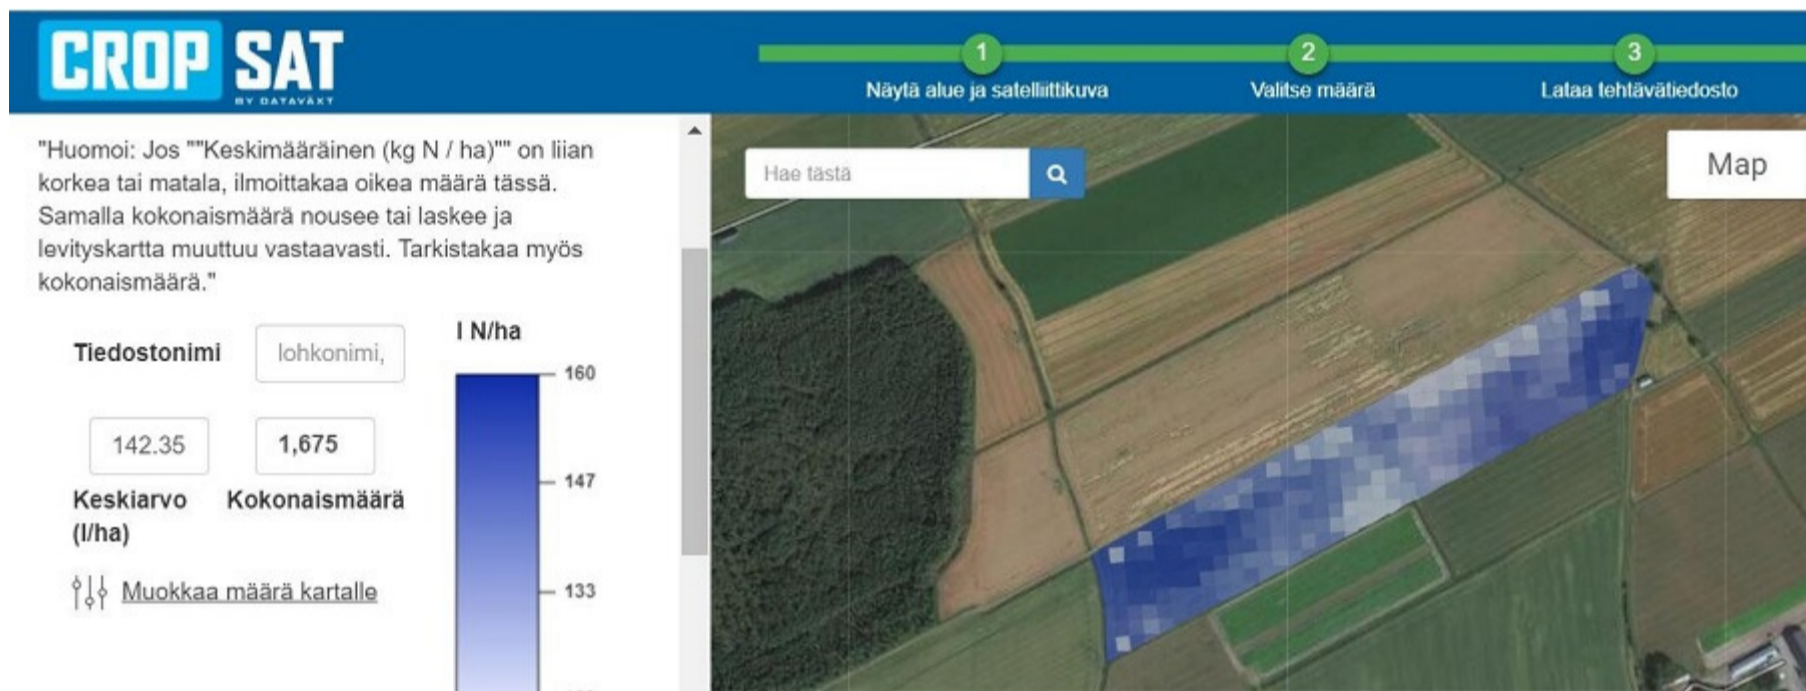 CROP SAT
BY DATAVÄXT
1
2
3
Näytä alue ja satelliittikuva
Valitse määrä
Lataa tehtävätiedosto
"Huomoi: Jos ""Keskimääräinen (kg N / ha)"" on liian
korkea tai matala, ilmoittakaa oikea määrä tässä.
Samalla kokonaismäärä nousee tai laskee ja
levityskartta muuttuu vastaavasti. Tarkistakaa myös
kokonaismäärä."
Tiedostonimi
lohkonimi,
142.35
1,675
Keskiarvo
(l/ha)
Kokonaismäärä
Muokkaa määrä kartalle
l N/ha
160
147
133
Hae tästä
Map